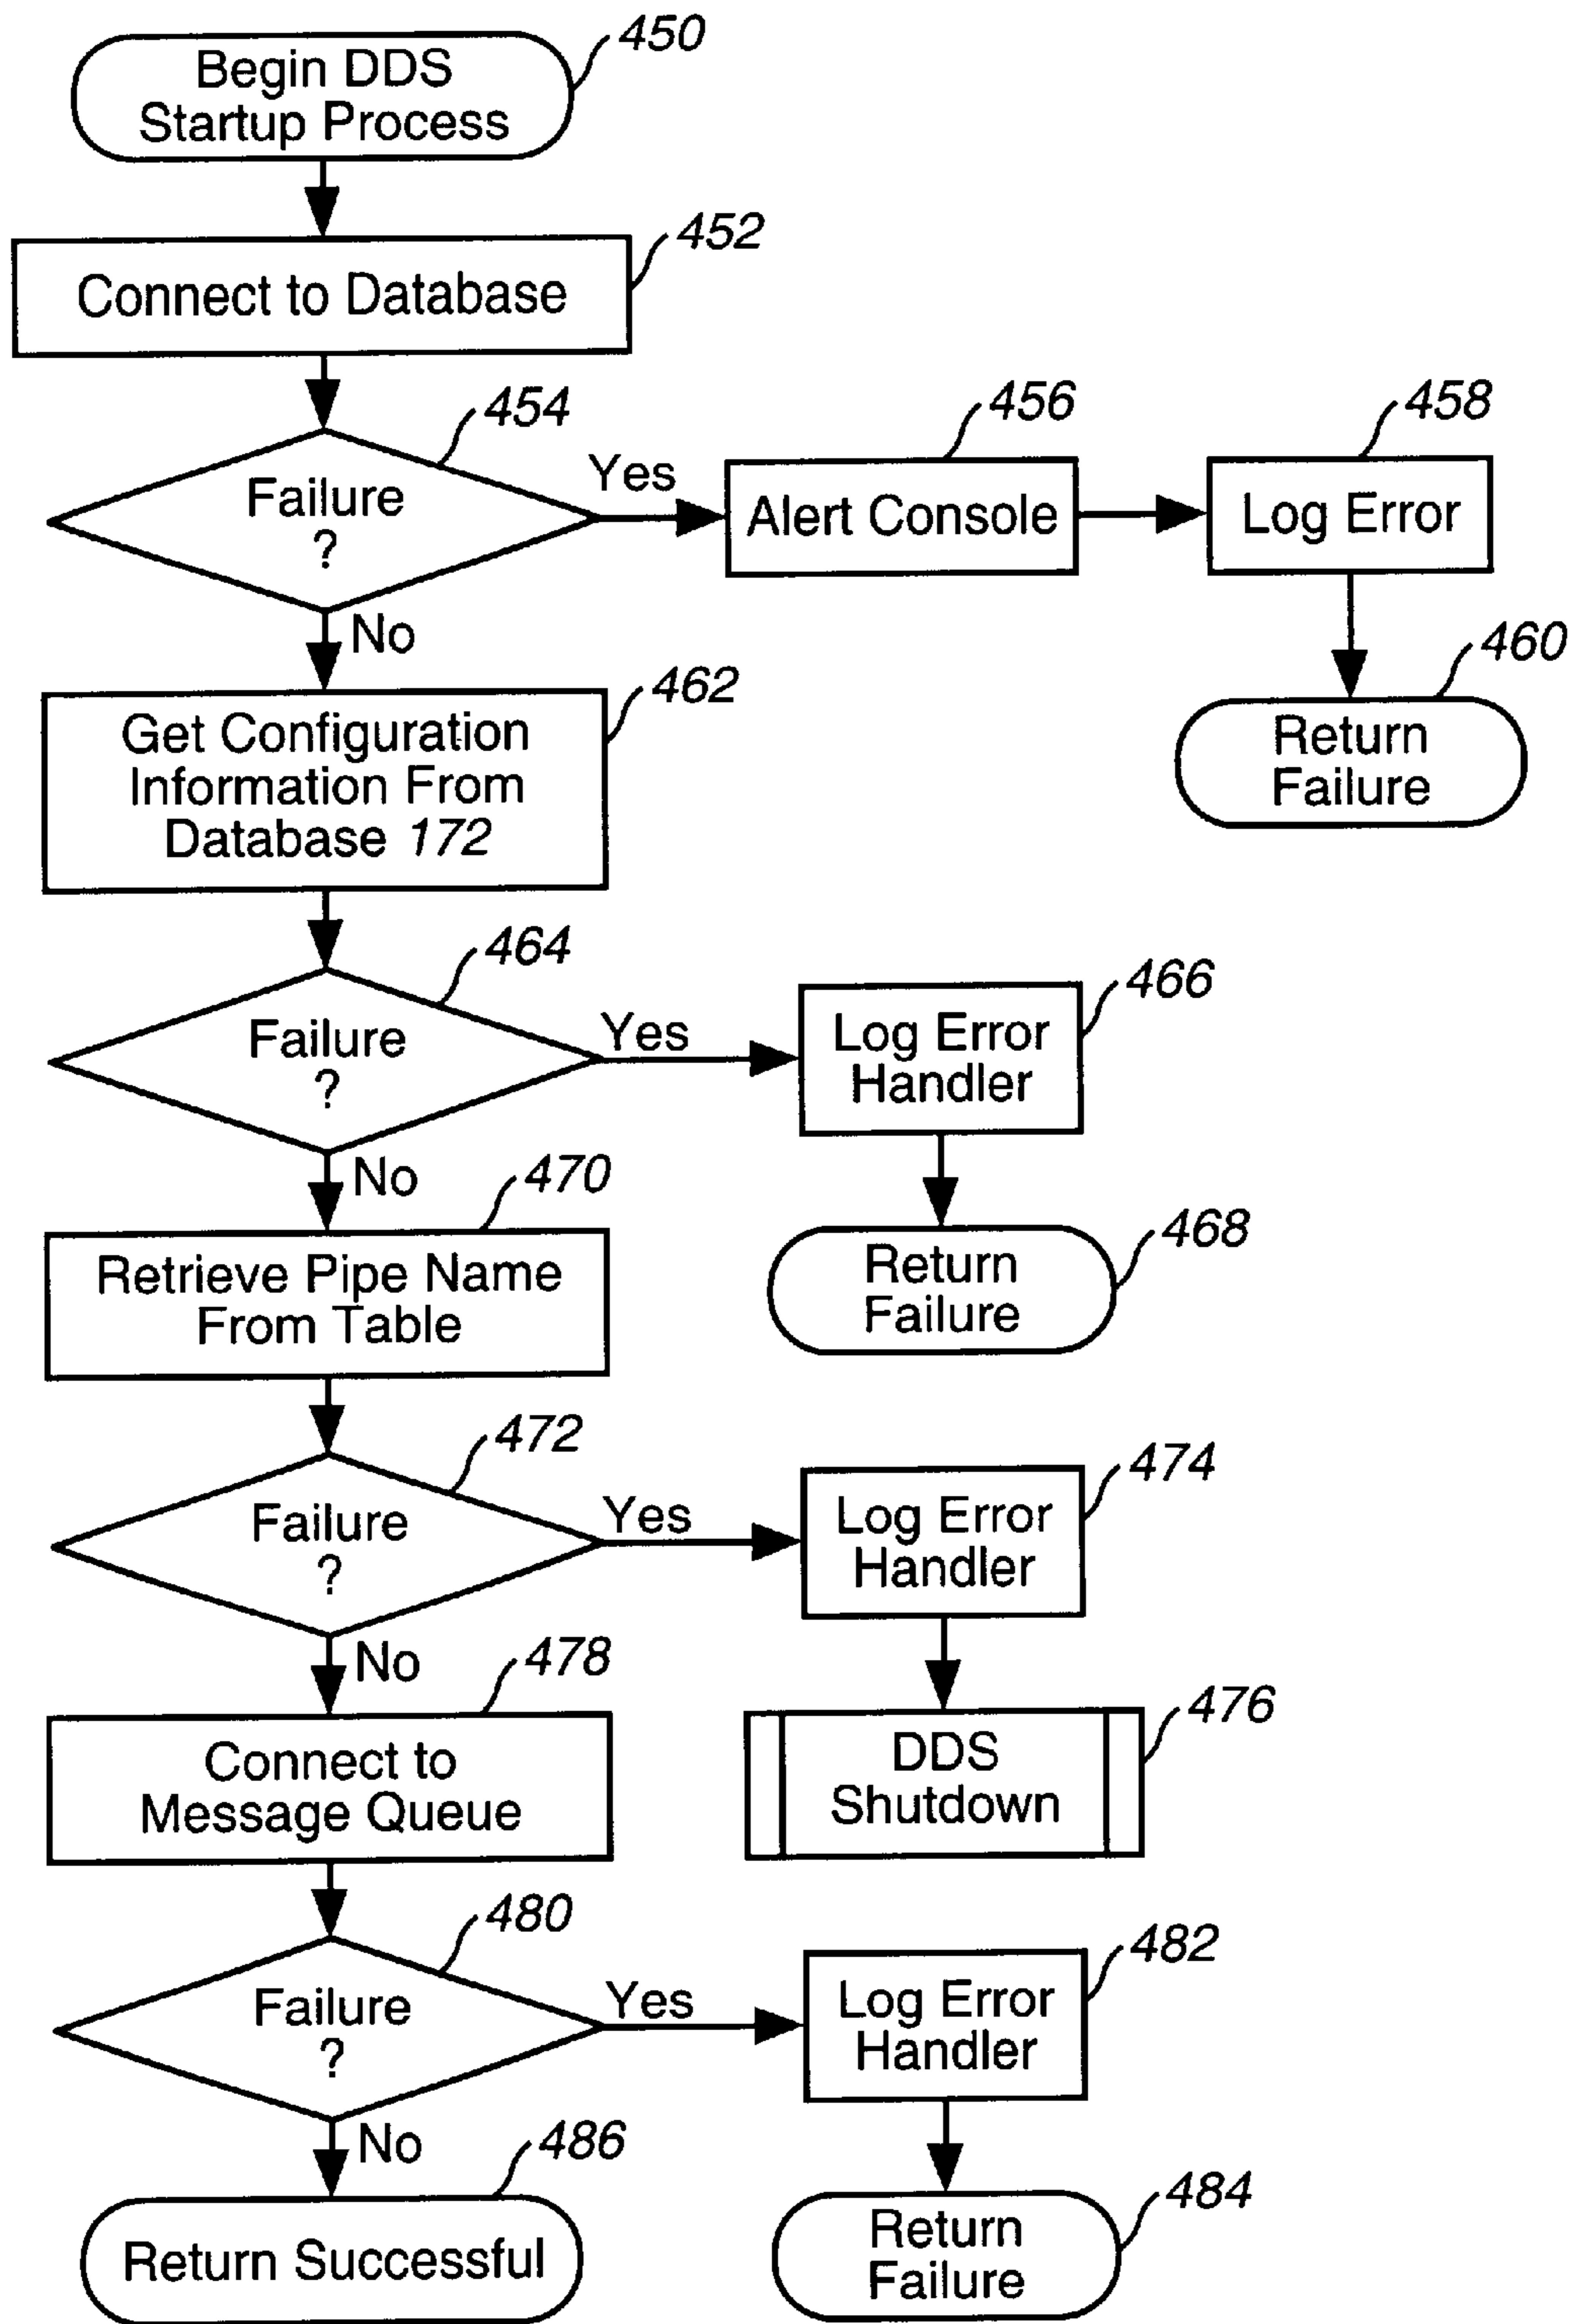 450
Begin DDS
Startup Process
452
Connect to Database
454
Failure
?
Yes
456
Alert Console
458
Log Error
No
460
Return
Failure
462
Get Configuration
Information From
Database 172
464
Failure
?
Yes
466
Log Error
Handler
No
468
Return
Failure
470
Retrieve Pipe Name
From Table
472
Failure
?
Yes
474
Log Error
Handler
No
476
DDS
Shutdown
478
Connect to
Message Queue
480
Failure
?
Yes
482
Log Error
Handler
No
484
Return
Failure
486
Return Successful